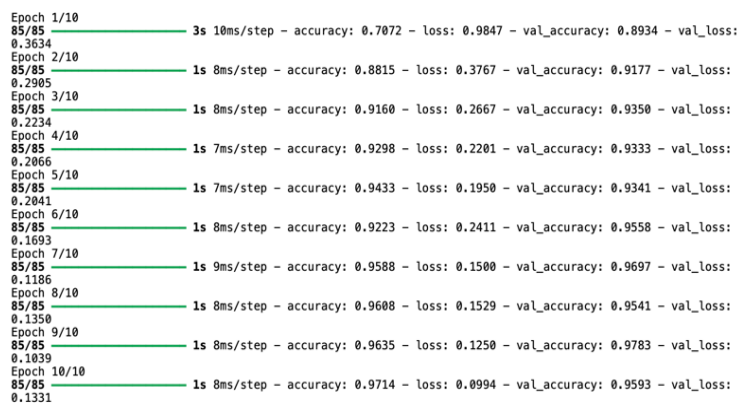 Epoch 1/10
85/85 ━━━━━━━━━━━━━━━━━━━━ 3s 10ms/step – accuracy: 0.7072 – loss: 0.9847 – val_accuracy: 0.8934 – val_loss:
0.3634
Epoch 2/10
85/85 ━━━━━━━━━━━━━━━━━━━━ 1s 8ms/step – accuracy: 0.8815 – loss: 0.3767 – val_accuracy: 0.9177 – val_loss:
0.2905
Epoch 3/10
85/85 ━━━━━━━━━━━━━━━━━━━━ 1s 8ms/step – accuracy: 0.9160 – loss: 0.2667 – val_accuracy: 0.9350 – val_loss:
0.2234
Epoch 4/10
85/85 ━━━━━━━━━━━━━━━━━━━━ 1s 7ms/step – accuracy: 0.9298 – loss: 0.2201 – val_accuracy: 0.9333 – val_loss:
0.2066
Epoch 5/10
85/85 ━━━━━━━━━━━━━━━━━━━━ 1s 7ms/step – accuracy: 0.9433 – loss: 0.1950 – val_accuracy: 0.9341 – val_loss:
0.2041
Epoch 6/10
85/85 ━━━━━━━━━━━━━━━━━━━━ 1s 8ms/step – accuracy: 0.9223 – loss: 0.2411 – val_accuracy: 0.9558 – val_loss:
0.1693
Epoch 7/10
85/85 ━━━━━━━━━━━━━━━━━━━━ 1s 9ms/step – accuracy: 0.9588 – loss: 0.1500 – val_accuracy: 0.9697 – val_loss:
0.1186
Epoch 8/10
85/85 ━━━━━━━━━━━━━━━━━━━━ 1s 8ms/step – accuracy: 0.9608 – loss: 0.1529 – val_accuracy: 0.9541 – val_loss:
0.1350
Epoch 9/10
85/85 ━━━━━━━━━━━━━━━━━━━━ 1s 8ms/step – accuracy: 0.9635 – loss: 0.1250 – val_accuracy: 0.9783 – val_loss:
0.1039
Epoch 10/10
85/85 ━━━━━━━━━━━━━━━━━━━━ 1s 8ms/step – accuracy: 0.9714 – loss: 0.0994 – val_accuracy: 0.9593 – val_loss:
0.1331